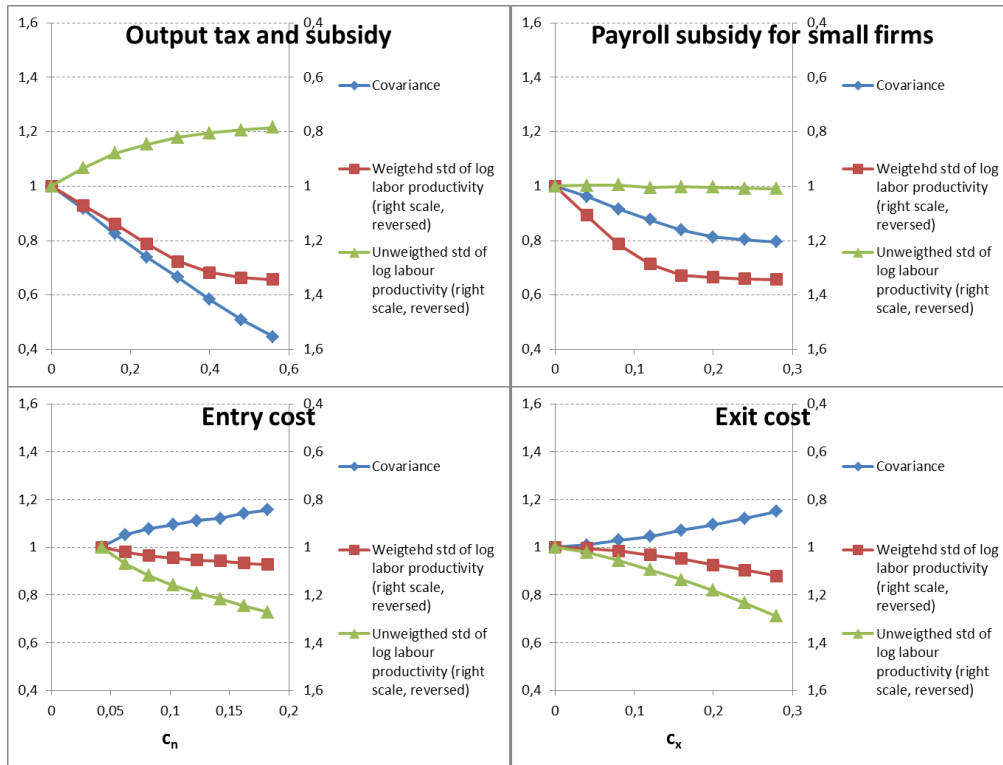 Output tax and subsidy
1,6
1,4
1,2
1
0,8
0,6
0,4
0,4
0,6
0,8
1
1,2
1,4
1,6
0
0,2
0,4
0,6
Covariance
Weigtehd std of log
labor productivity
(right scale,
reversed)
Unweigthed std of
log labour
productivity (right
scale, reversed)
Payroll subsidy for small firms
1,6
1,4
1,2
1
0,8
0,6
0,4
0,4
0,6
0,8
1
1,2
1,4
1,6
0
0,1
0,2
0,3
Covariance
Weigtehd std of log
labor productivity
(right scale,
reversed)
Unweigthed std of
log labour
productivity (right
scale, reversed)
Entry cost
1,6
1,4
1,2
1
0,8
0,6
0,4
0,4
0,6
0,8
1
1,2
1,4
1,6
0
0,05
0,1
0,15
0,2
cn
Covariance
Weigtehd std of log
labor productivity
(right scale,
reversed)
Unweigthed std of
log labour
productivity (right
scale, reversed)
Exit cost
1,6
1,4
1,2
1
0,8
0,6
0,4
0,4
0,6
0,8
1
1,2
1,4
1,6
0
0,1
0,2
0,3
cx
Covariance
Weigtehd std of log
labor productivity
(right scale,
reversed)
Unweigthed std of
log labour
productivity (right
scale, reversed)